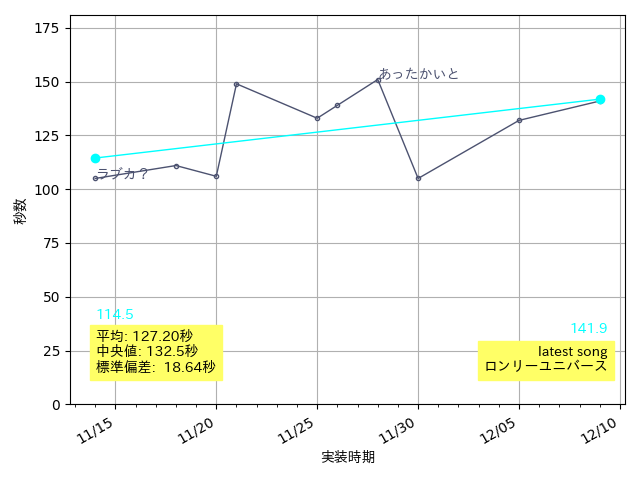 175
150
125
100
75
50
25
0
秒数
あったかいと
ラブカ？
114.5
平均: 127.20秒
中央値: 132.5秒
標準偏差: 18.64秒
141.9
latest song
ロンリーユニバース
11/15
11/20
11/25
11/30
12/05
12/10
実装時期